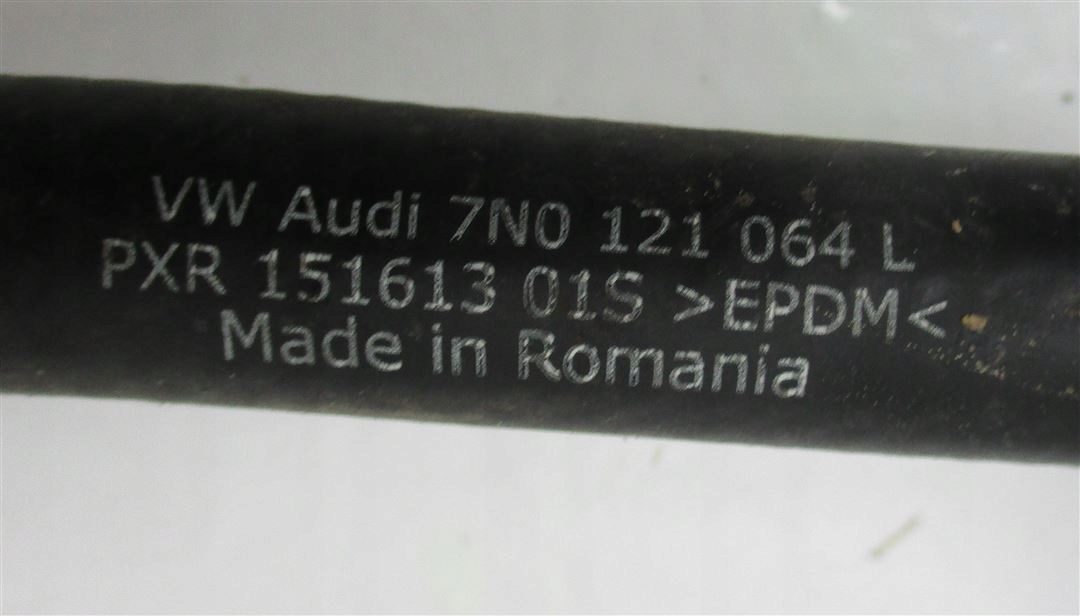 VW Audi 7N0 121 064 L
PXR 151613 01S >EPDM<
Made in Romania